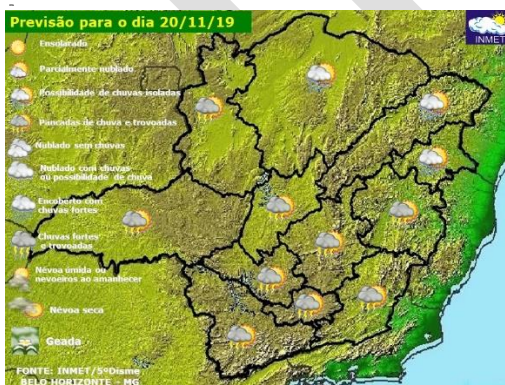 Previsão para o dia 20/11/19
INMET
Ensolarado
Parcialmente nublado
Possibilidade de chuvas isoladas
Pancadas de chuva e trovoadas
Nublado sem chuvas
Nublado com chuvas
ou possibilidade de chuva
Encoberto com
chuvas fortes
Chuvas fortes
e trovoadas
Névoa úmida ou
nevoeiros ao amanhecer
Névoa seca
Geada
FONTE: INMET/5ºDisme
BELO HORIZONTE - MG